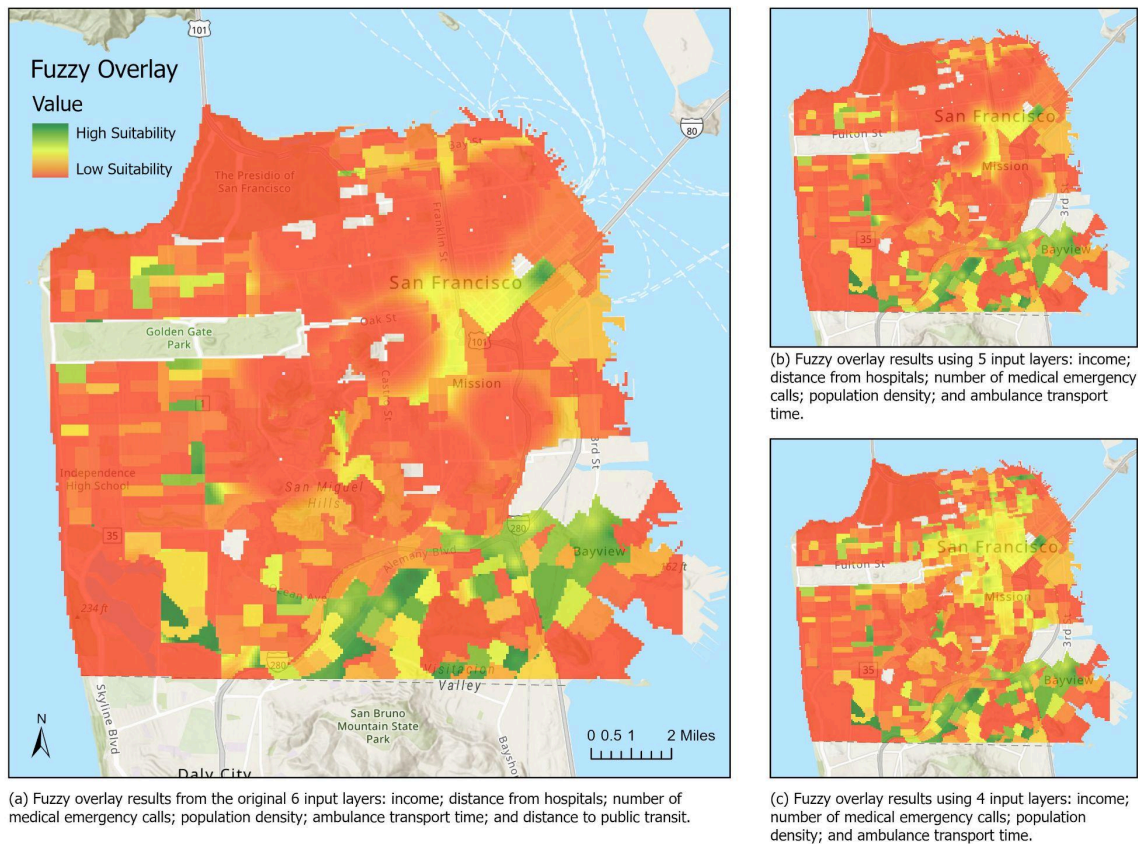 Fuzzy Overlay
Value
High Suitability
Low Suitability
101
80
The Presidio of
San Francisco
Bay St
Franklin St
San Francisco
Oak St
Golden Gate
Park
101
Castro St
Mission
1
3rd St
Independence
High School
San Miguel
Hills
35
280
Alemany Blvd
Bayview
162 ft
Ocean Ave
234 ft
280
Visitacion
Valley
Skyline Blvd
San Bruno
Mountain State
Park
Bayshor
N
0 0.5 1 2 Miles
Daly City
(a) Fuzzy overlay results from the original 6 input layers: income; distance from hospitals; number of
medical emergency calls; population density; ambulance transport time; and distance to public transit.
San Francisco
Fulton St
Mission
3rd St
35
Bayview
(b) Fuzzy overlay results using 5 input layers: income;
distance from hospitals; number of medical emergency
calls; population density; and ambulance transport
time.
San Francisco
Fulton St
Mission
3rd St
35
Bayview
(c) Fuzzy overlay results using 4 input layers: income;
number of medical emergency calls; population
density; and ambulance transport time.